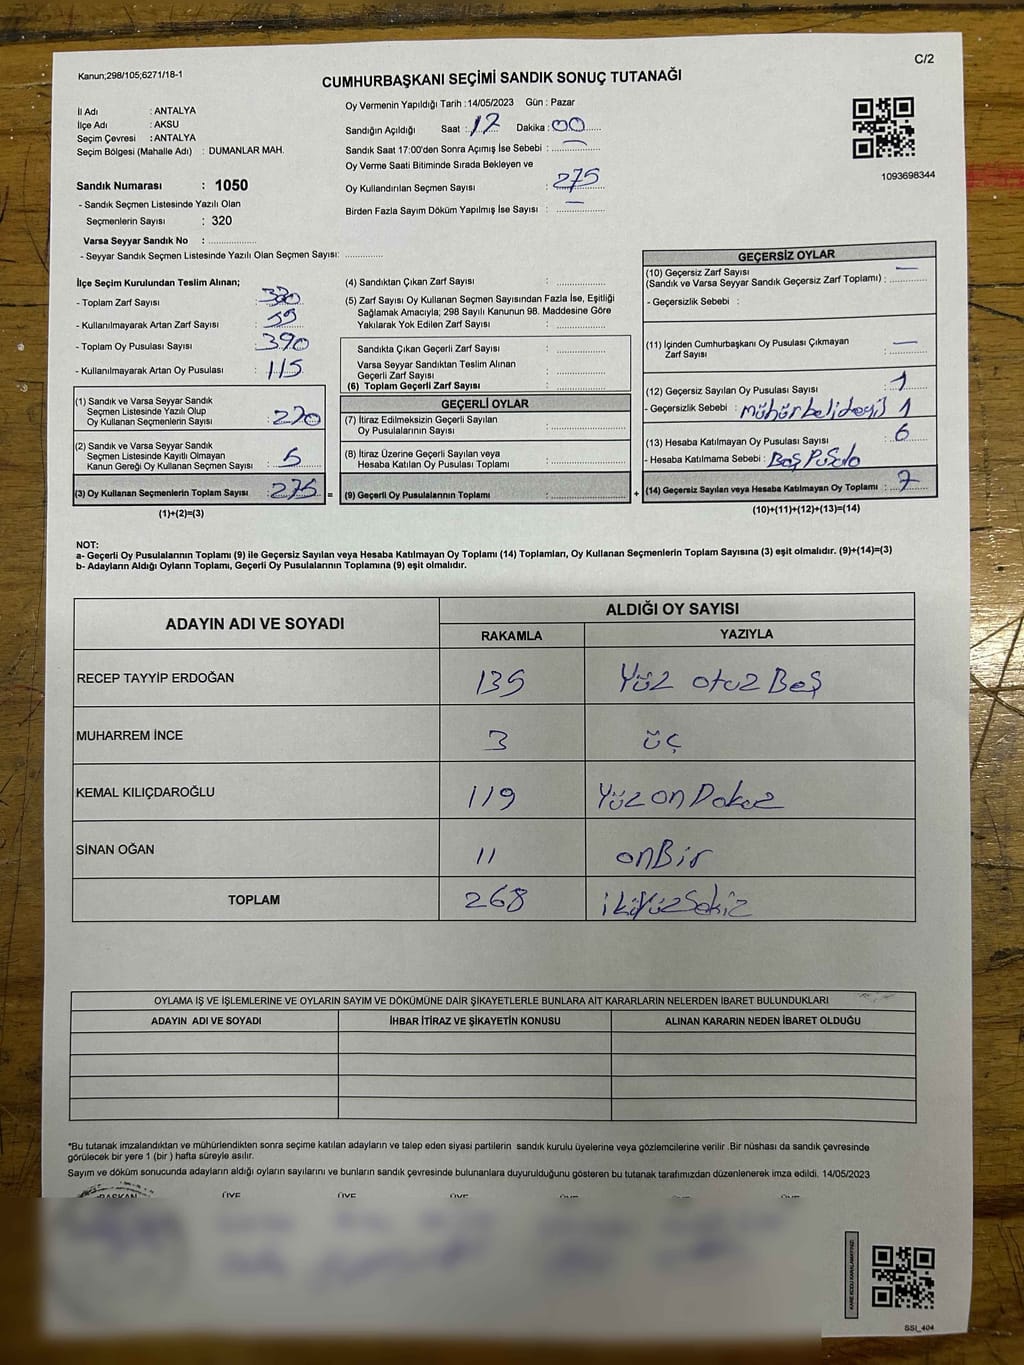 Kanun;298/105;6271/18-1
C/2
CUMHURBAŞKANI SEÇİMİ SANDIK SONUÇ TUTANAĞI
İl Adı : ANTALYA
İlçe Adı : AKSU
Seçim Çevresi : ANTALYA
Seçim Bölgesi (Mahalle Adı) : DUMANLAR MAH.
Sandık Numarası : 1050
- Sandık Seçmen Listesinde Yazılı Olan
Seçmenlerin Sayısı : 320
Varsa Seyyar Sandık No :
- Seyyar Sandık Seçmen Listesinde Yazılı Olan Seçmen Sayısı:
Oy Vermenin Yapıldığı Tarih :14/05/2023 Gün : Pazar
Sandığın Açıldığı Saat : 17 Dakika : 00
Sandık Saat 17:00'den Sonra Açımış İse Sebebi : —
Oy Verme Saati Bitiminde Sırada Bekleyen ve
Oy Kullandırılan Seçmen Sayısı : 275
Birden Fazla Sayım Döküm Yapılmış İse Sayısı : —
1093698344
İlçe Seçim Kurulundan Teslim Alınan;
- Toplam Zarf Sayısı :
- Kullanılmayarak Artan Zarf Sayısı :
- Toplam Oy Pusulası Sayısı : 390
- Kullanılmayarak Artan Oy Pusulası : 115
(1) Sandık ve Varsa Seyyar Sandık
Seçmen Listesinde Yazılı Olup
Oy Kullanan Seçmenlerin Sayısı : 270
(2) Sandık ve Varsa Seyyar Sandık
Seçmen Listesinde Kayıtlı Olmayan
Kanun Gereği Oy Kullanan Seçmen Sayısı : 5
(3) Oy Kullanan Seçmenlerin Toplam Sayısı : 275 =
(1)+(2)=(3)
(4) Sandıktan Çıkan Zarf Sayısı :
(5) Zarf Sayısı Oy Kullanan Seçmen Sayısından Fazla İse, Eşitliği
Sağlamak Amacıyla; 298 Sayılı Kanunun 98. Maddesine Göre
Yakılarak Yok Edilen Zarf Sayısı :
Sandıkta Çıkan Geçerli Zarf Sayısı :
Varsa Seyyar Sandıktan Teslim Alınan
Geçerli Zarf Sayısı :
(6) Toplam Geçerli Zarf Sayısı :
GEÇERLİ OYLAR
(7) İtiraz Edilmeksizin Geçerli Sayılan
Oy Pusulalarının Sayısı :
(8) İtiraz Üzerine Geçerli Sayılan veya
Hesaba Katılan Oy Pusulası Toplamı :
(9) Geçerli Oy Pusulalarının Toplamı : +
GEÇERSİZ OYLAR
(10) Geçersiz Zarf Sayısı
(Sandık ve Varsa Seyyar Sandık Geçersiz Zarf Toplamı) : —
- Geçersizlik Sebebi :
(11) İçinden Cumhurbaşkanı Oy Pusulası Çıkmayan
Zarf Sayısı : —
(12) Geçersiz Sayılan Oy Pusulası Sayısı : 1
- Geçersizlik Sebebi : mühür belideğil 1
(13) Hesaba Katılmayan Oy Pusulası Sayısı : 6
- Hesaba Katılmama Sebebi : Boş Pusula
(14) Geçersiz Sayılan veya Hesaba Katılmayan Oy Toplamı : 7
(10)+(11)+(12)+(13)=(14)
NOT:
a- Geçerli Oy Pusulalarının Toplamı (9) ile Geçersiz Sayılan veya Hesaba Katılmayan Oy Toplamı (14) Toplamları, Oy Kullanan Seçmenlerin Toplam Sayısına (3) eşit olmalıdır. (9)+(14)=(3)
b- Adayların Aldığı Oyların Toplamı, Geçerli Oy Pusulalarının Toplamına (9) eşit olmalıdır.
ADAYIN ADI VE SOYADI ALDIĞI OY SAYISI
RAKAMLA YAZIYLA
RECEP TAYYİP ERDOĞAN 135 Yüz otuz Beş
MUHARREM İNCE 3 üç
KEMAL KILIÇDAROĞLU 119 Yüz on Dokuz
SİNAN OĞAN 11 onBir
TOPLAM 268 ikiYüzSekiz
OYLAMA İŞ VE İŞLEMLERİNE VE OYLARIN SAYIM VE DÖKÜMÜNE DAİR ŞİKAYETLERLE BUNLARA AİT KARARLARIN NELERDEN İBARET BULUNDUKLARI
ADAYIN ADI VE SOYADI İHBAR İTİRAZ VE ŞİKAYETİN KONUSU ALINAN KARARIN NEDEN İBARET OLDUĞU
*Bu tutanak imzalandıktan ve mühürlendikten sonra seçime katılan adayların ve talep eden siyasi partilerin sandık kurulu üyelerine veya gözlemcilerine verilir .Bir nüshası da sandık çevresinde
görülecek bir yere 1 (bir ) hafta süreyle asılır.
Sayım ve döküm sonucunda adayların aldığı oyların sayılarını ve bunların sandık çevresinde bulunanlara duyurulduğunu gösteren bu tutanak tarafımızdan düzenlenerek imza edildi. 14/05/2023
BAŞKAN ÜYE ÜYE ÜYE ÜYE ÜYE ÜYE
KARE KODU KARALAMAYINIZ!
SSI_404